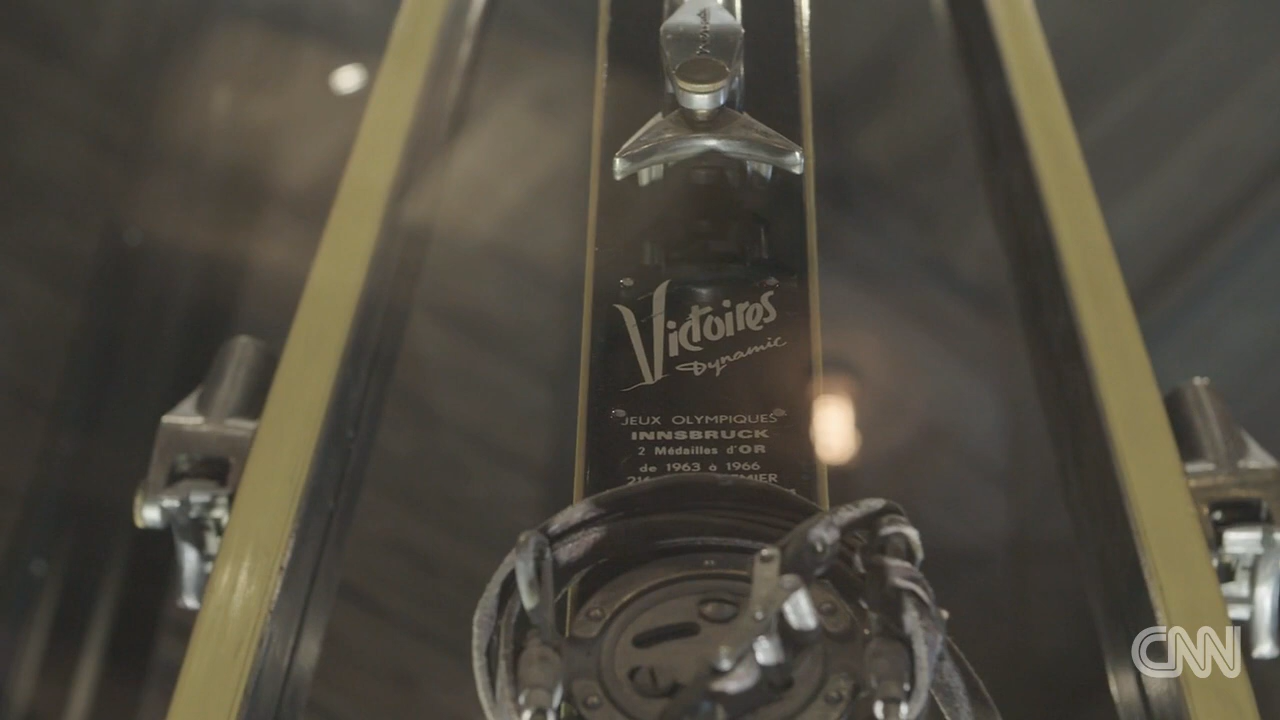 Victoires
Dynamic
JEUX OLYMPIQUES
INNSBRUCK
2 Médailles d'OR
de 1963 à 1966
CNN